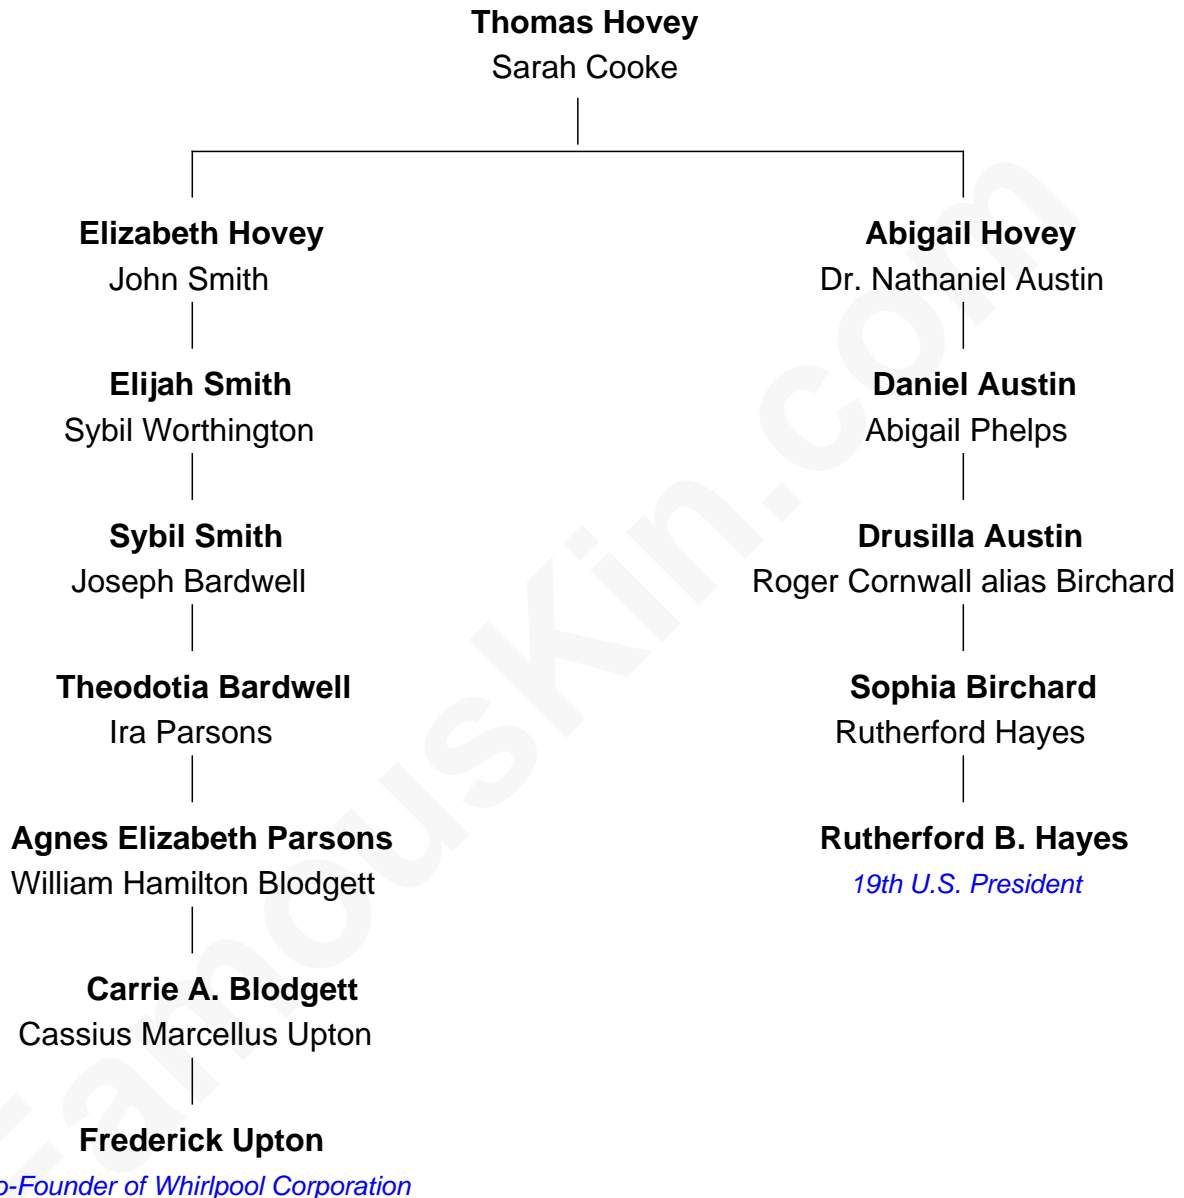 Thomas Hovey
Sarah Cooke
Elizabeth Hovey
John Smith
Elijah Smith
Sybil Worthington
Sybil Smith
Joseph Bardwell
Theodotia Bardwell
Ira Parsons
Agnes Elizabeth Parsons
William Hamilton Blodgett
Carrie A. Blodgett
Cassius Marcellus Upton
Frederick Upton
o-Founder of Whirlpool Corporation
Abigail Hovey
Dr. Nathaniel Austin
Daniel Austin
Abigail Phelps
Drusilla Austin
Roger Cornwall alias Birchard
Sophia Birchard
Rutherford Hayes
Rutherford B. Hayes
19th U.S. President
FamousKin.com